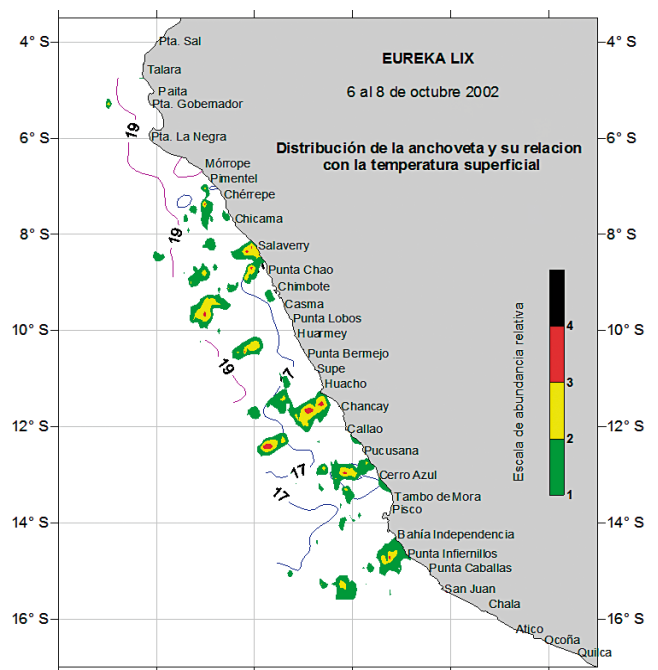 EUREKA LIX
6 al 8 de octubre 2002
Distribución de la anchoveta y su relacion
con la temperatura superficial
4° S
4° S
Pta. Sal
Talara
Paita
Pta. Gobernador
19
6° S
6° S
Pta. La Negra
Mórrope
Pimentel
Chérrepe
Chicama
19
8° S
8° S
Salaverry
Punta Chao
Chimbote
Casma
Punta Lobos
10° S
10° S
Huarmey
Punta Bermejo
19
17
Supe
Huacho
Chancay
12° S
12° S
Callao
Pucusana
17
Cerro Azul
17
Tambo de Mora
Pisco
14° S
14° S
Bahía Independencia
Punta Infiernillos
Punta Caballas
San Juan
Chala
16° S
16° S
Atico
Ocoña
Quilca
Escala de abundancia relativa
4
3
2
1